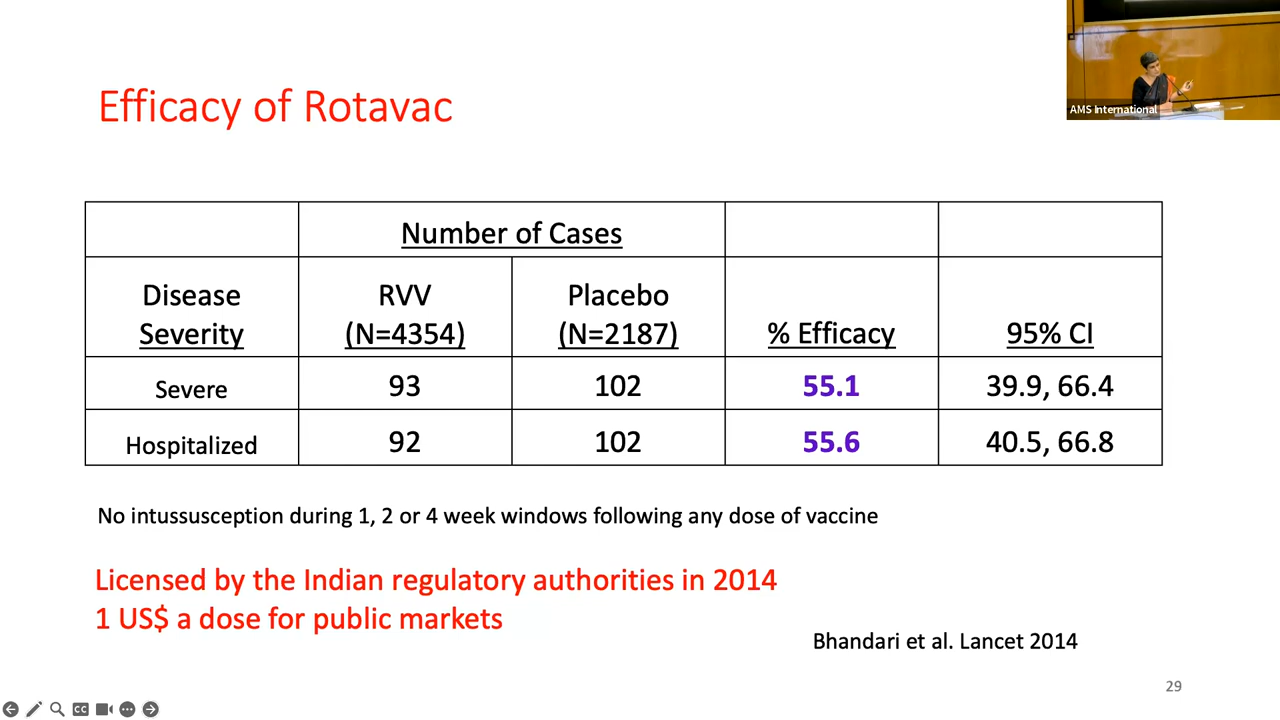 AMS International
Efficacy of Rotavac
Number of Cases
Disease Severity
RVV (N=4354)
Placebo (N=2187)
% Efficacy
95% CI
Severe
93
102
55.1
39.9, 66.4
Hospitalized
92
102
55.6
40.5, 66.8
No intussusception during 1, 2 or 4 week windows following any dose of vaccine
Licensed by the Indian regulatory authorities in 2014
1 US$ a dose for public markets
Bhandari et al. Lancet 2014
29
CC